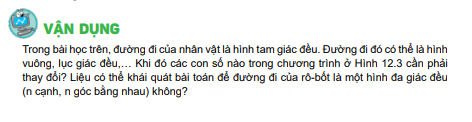 VẬN DỤNG
Trong bài học trên, đường đi của nhân vật là hình tam giác đều. Đường đi đó có thể là hình
vuông, lục giác đều,… Khi đó các con số nào trong chương trình ở Hình 12.3 cần phải
thay đổi? Liệu có thể khái quát bài toán để đường đi của rô-bốt là một hình đa giác đều
(n cạnh, n góc bằng nhau) không?